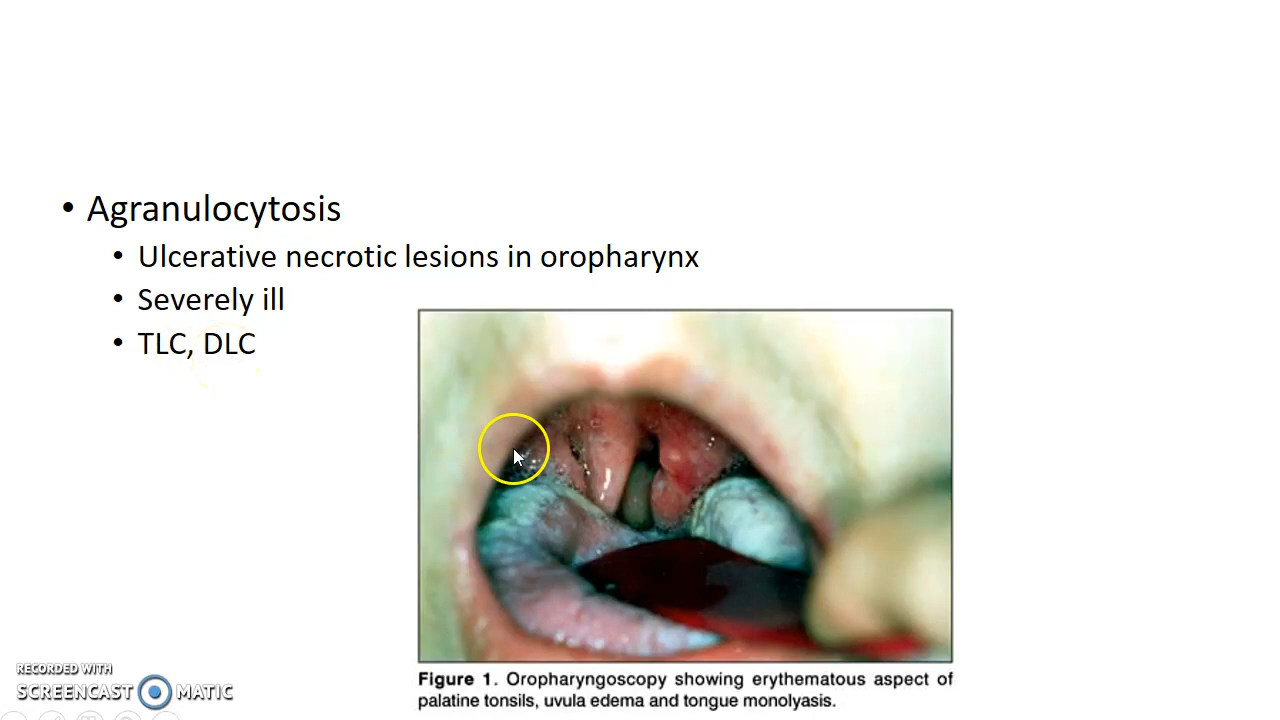 • Agranulocytosis
• Ulcerative necrotic lesions in oropharynx
• Severely ill
• TLC, DLC
Figure 1. Oropharyngoscopy showing erythematous aspect of
palatine tonsils, uvula edema and tongue monolyasis.
RECORDED WITH
SCREENCAST MATIC